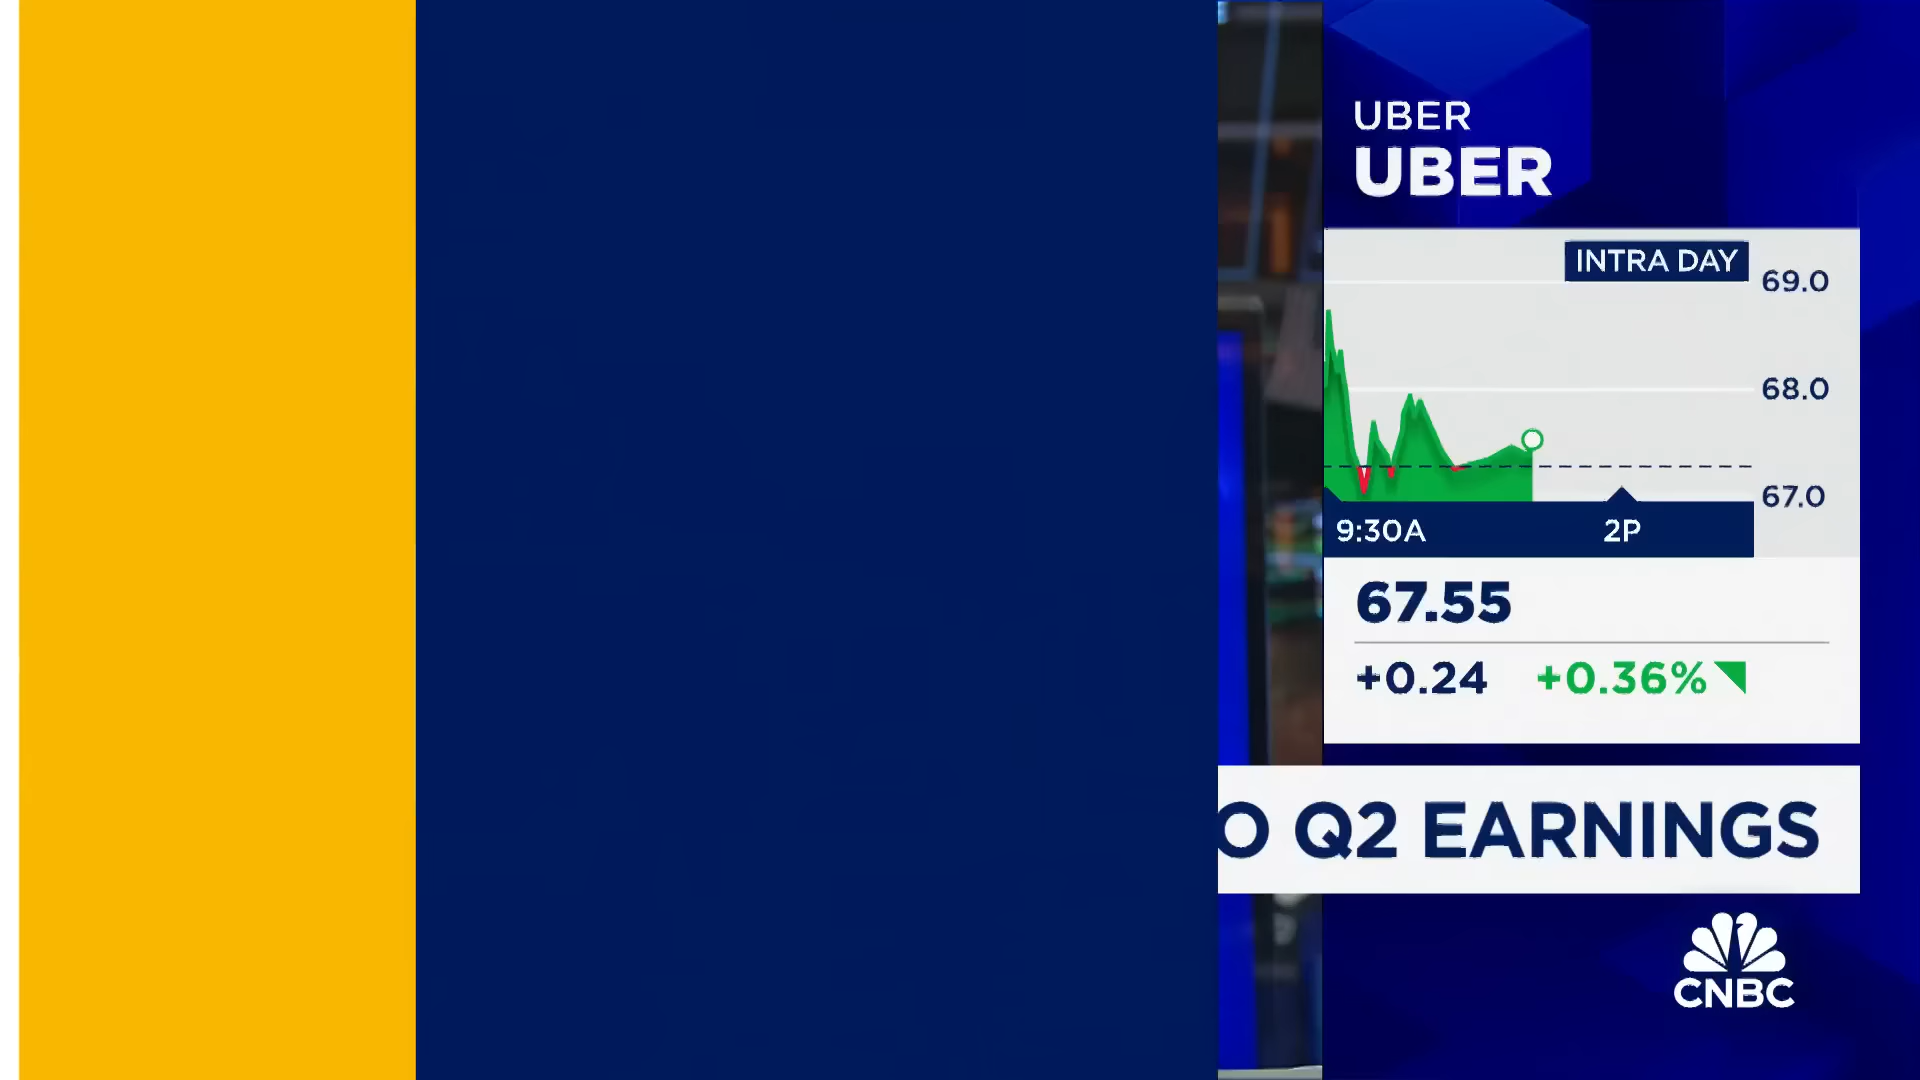 UBER
UBER
INTRA DAY
69.0
68.0
67.0
9:30A
2P
67.55
+0.24 +0.36%
O Q2 EARNINGS
CNBC